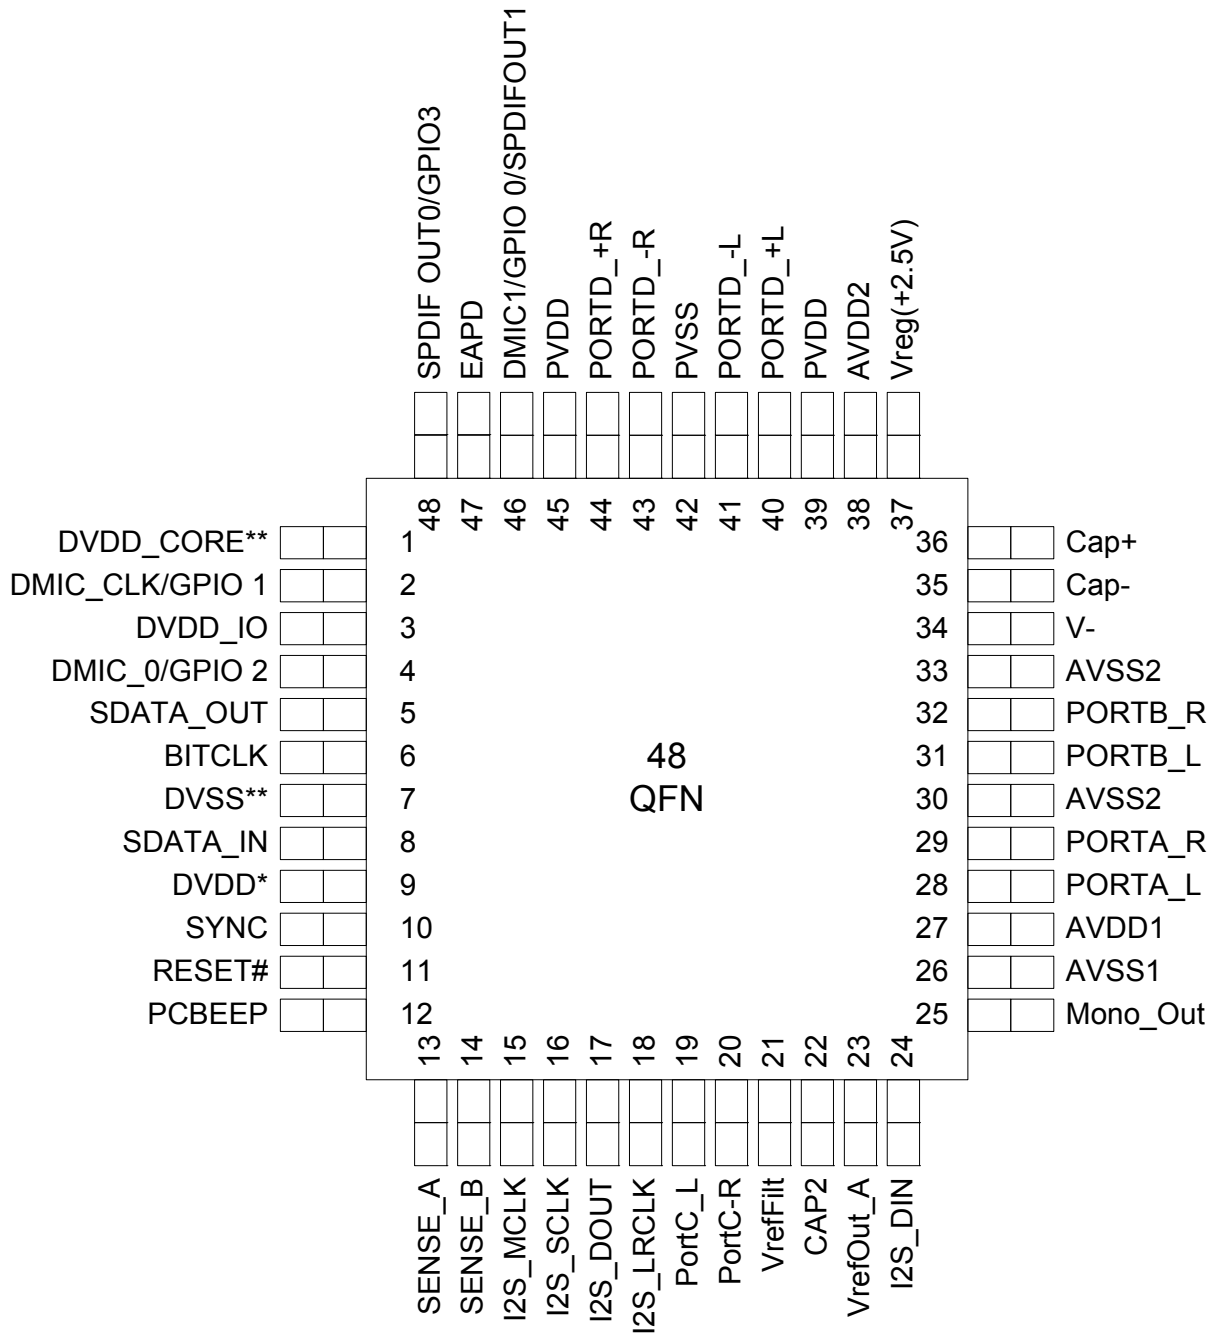 SPDIF OUT0/GPIO3
EAPD
DMIC1/GPIO 0/SPDIFOUT1
PVDD
PORTD_+R
PORTD_-R
PVSS
PORTD_-L
PORTD_+L
PVDD
AVDD2
Vreg(+2.5V)
48
47
46
45
44
43
42
41
40
39
38
37
DVDD_CORE** 1
DMIC_CLK/GPIO 1 2
DVDD_IO 3
DMIC_0/GPIO 2 4
SDATA_OUT 5
BITCLK 6
DVSS** 7
SDATA_IN 8
DVDD* 9
SYNC 10
RESET# 11
PCBEEP 12
48
QFN
36 Cap+
35 Cap-
34 V-
33 AVSS2
32 PORTB_R
31 PORTB_L
30 AVSS2
29 PORTA_R
28 PORTA_L
27 AVDD1
26 AVSS1
25 Mono_Out
13
14
15
16
17
18
19
20
21
22
23
24
SENSE_A
SENSE_B
I2S_MCLK
I2S_SCLK
I2S_DOUT
I2S_LRCLK
PortC_L
PortC-R
VrefFilt
CAP2
VrefOut_A
I2S_DIN